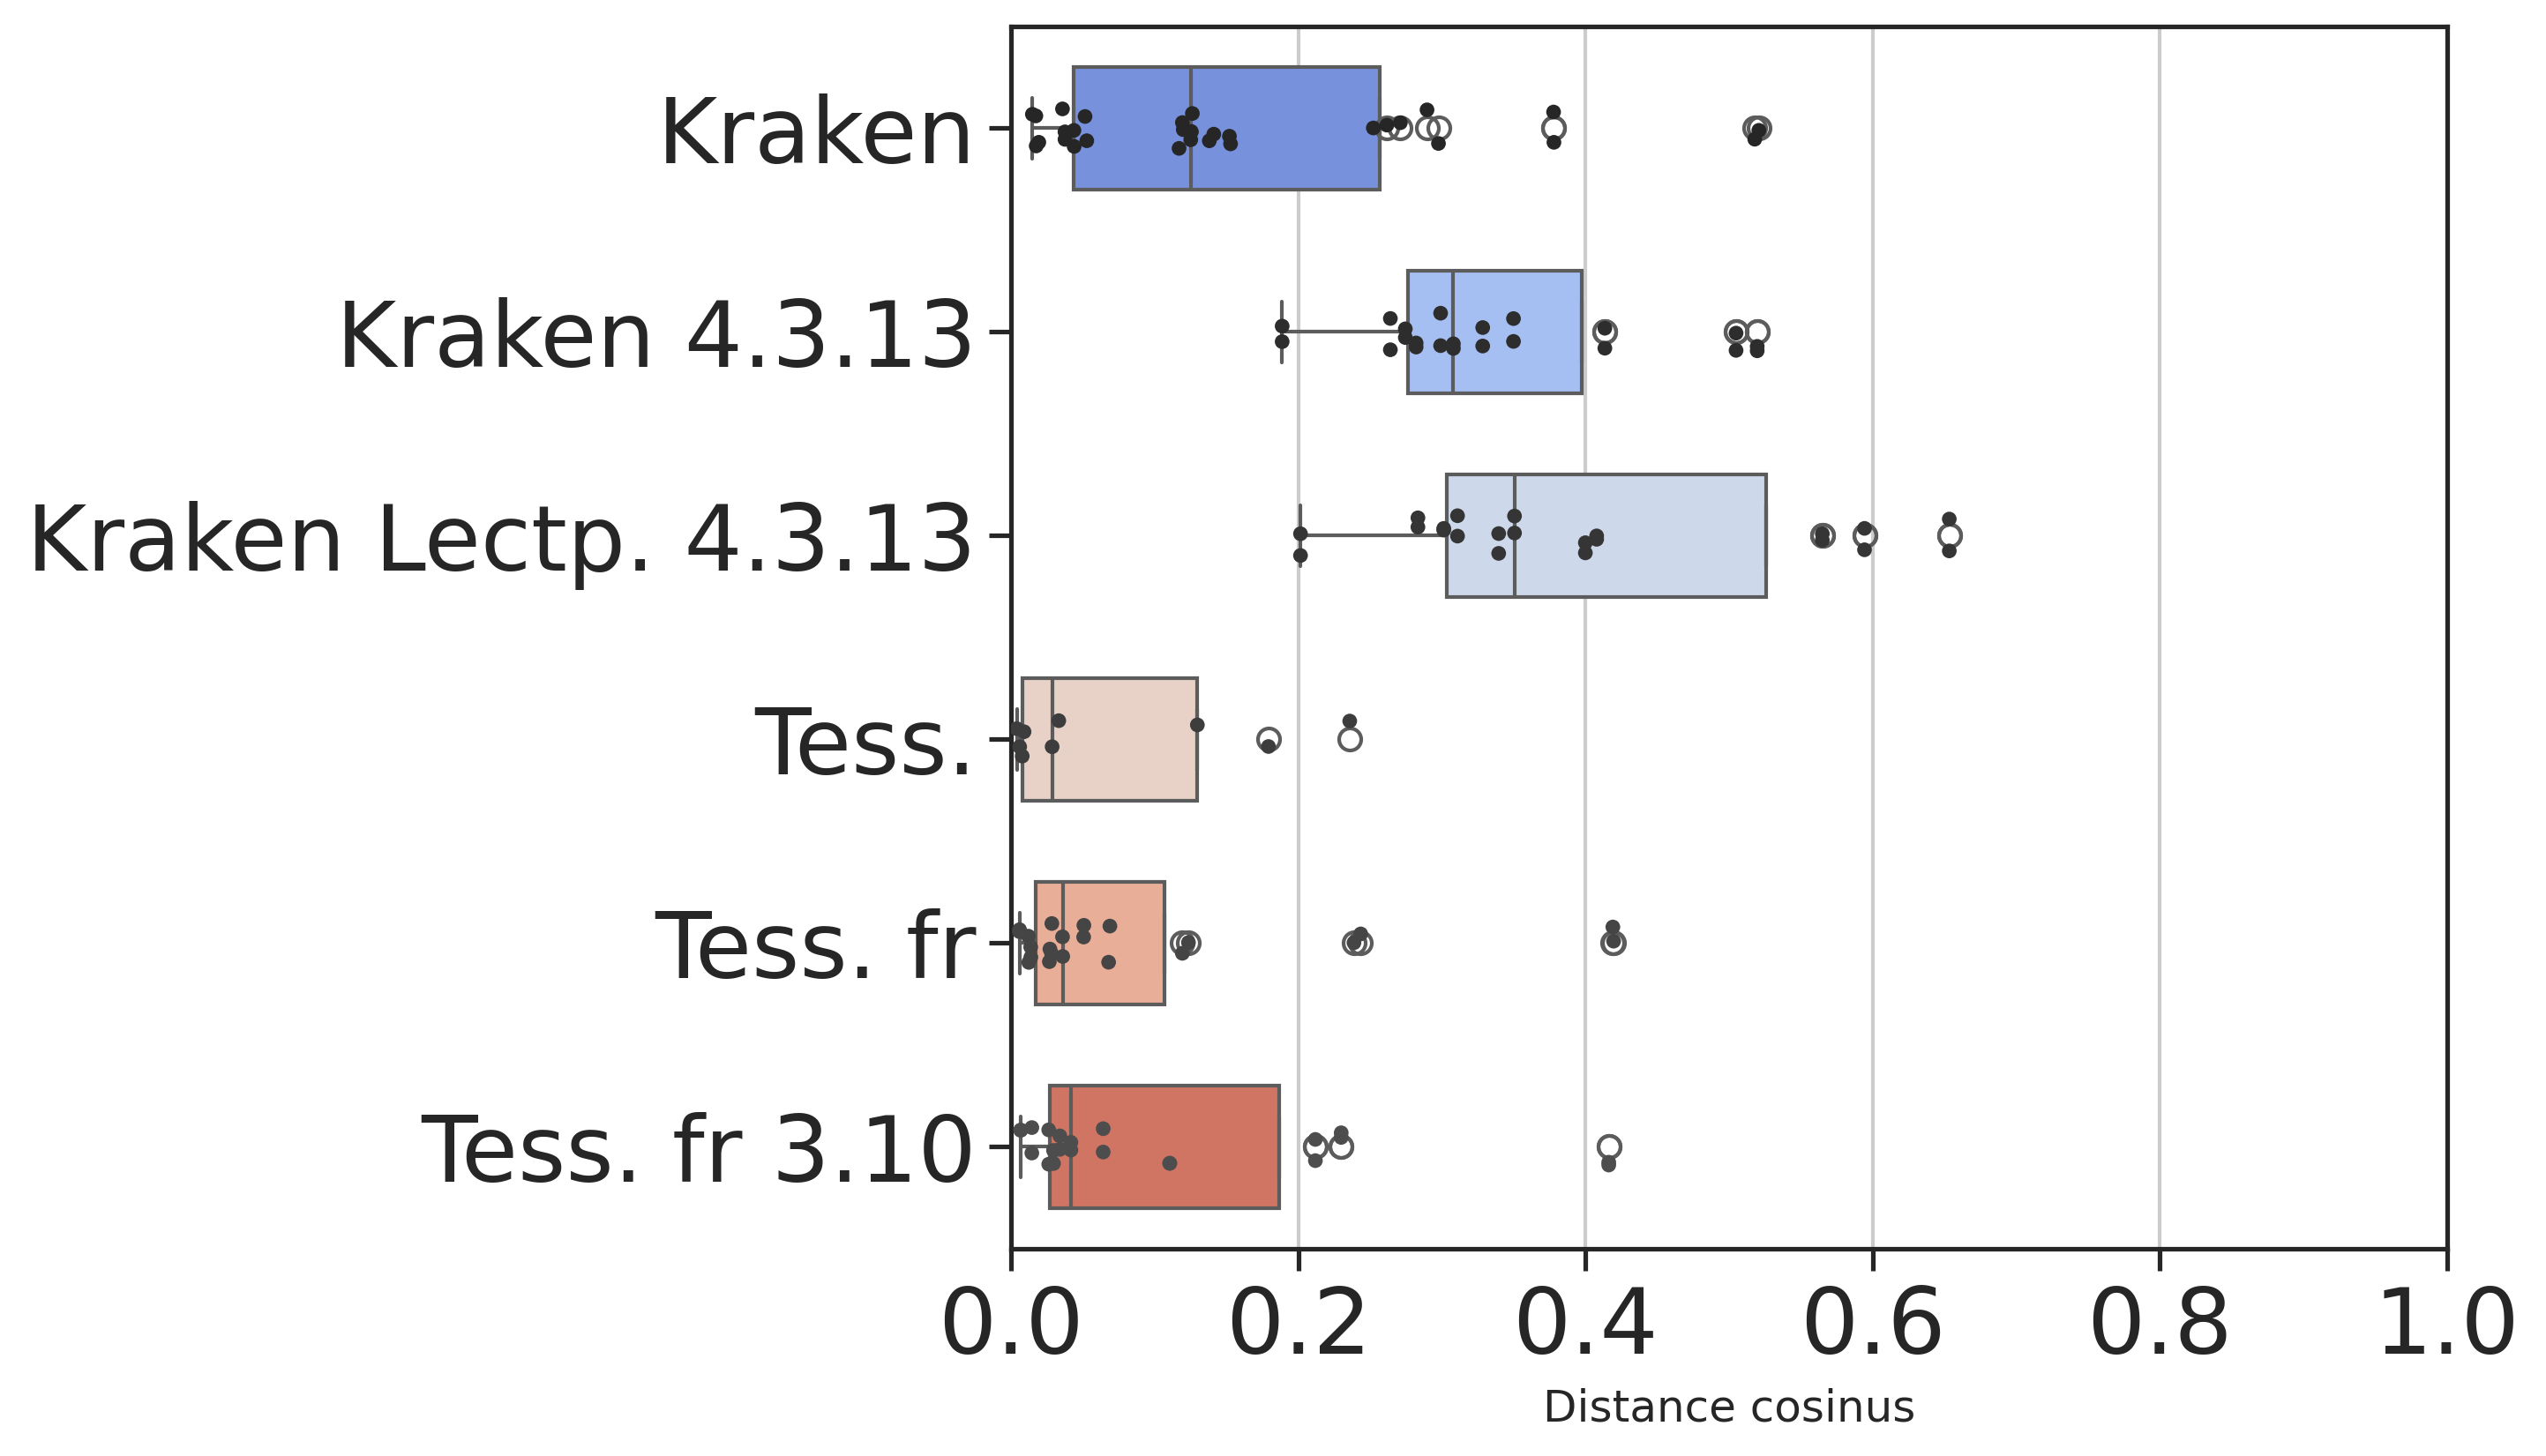 Kraken
Kraken 4.3.13
Kraken Lectp. 4.3.13
Tess.
Tess. fr
Tess. fr 3.10
0.0 0.2 0.4 0.6 0.8 1.0
Distance cosinus